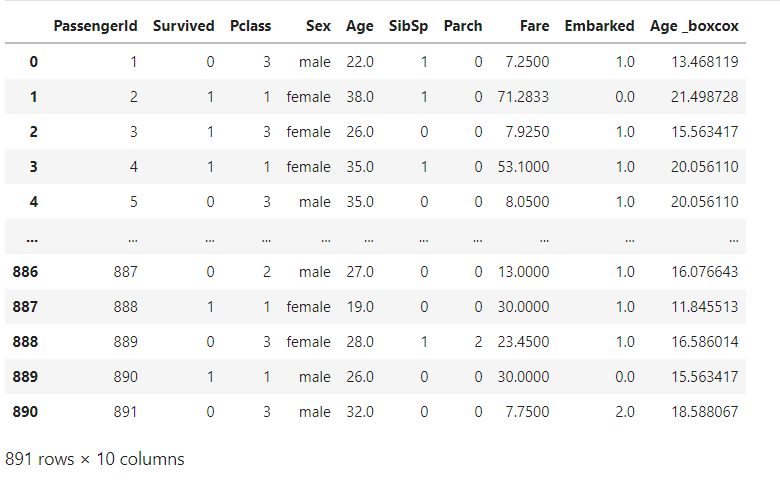 PassengerId Survived Pclass Sex Age SibSp Parch Fare Embarked Age _boxcox
0 1 0 3 male 22.0 1 0 7.2500 1.0 13.468119
1 2 1 1 female 38.0 1 0 71.2833 0.0 21.498728
2 3 1 3 female 26.0 0 0 7.9250 1.0 15.563417
3 4 1 1 female 35.0 1 0 53.1000 1.0 20.056110
4 5 0 3 male 35.0 0 0 8.0500 1.0 20.056110
... ... ... ... ... ... ... ... ... ... ...
886 887 0 2 male 27.0 0 0 13.0000 1.0 16.076643
887 888 1 1 female 19.0 0 0 30.0000 1.0 11.845513
888 889 0 3 female 28.0 1 2 23.4500 1.0 16.586014
889 890 1 1 male 26.0 0 0 30.0000 0.0 15.563417
890 891 0 3 male 32.0 0 0 7.7500 2.0 18.588067
891 rows × 10 columns